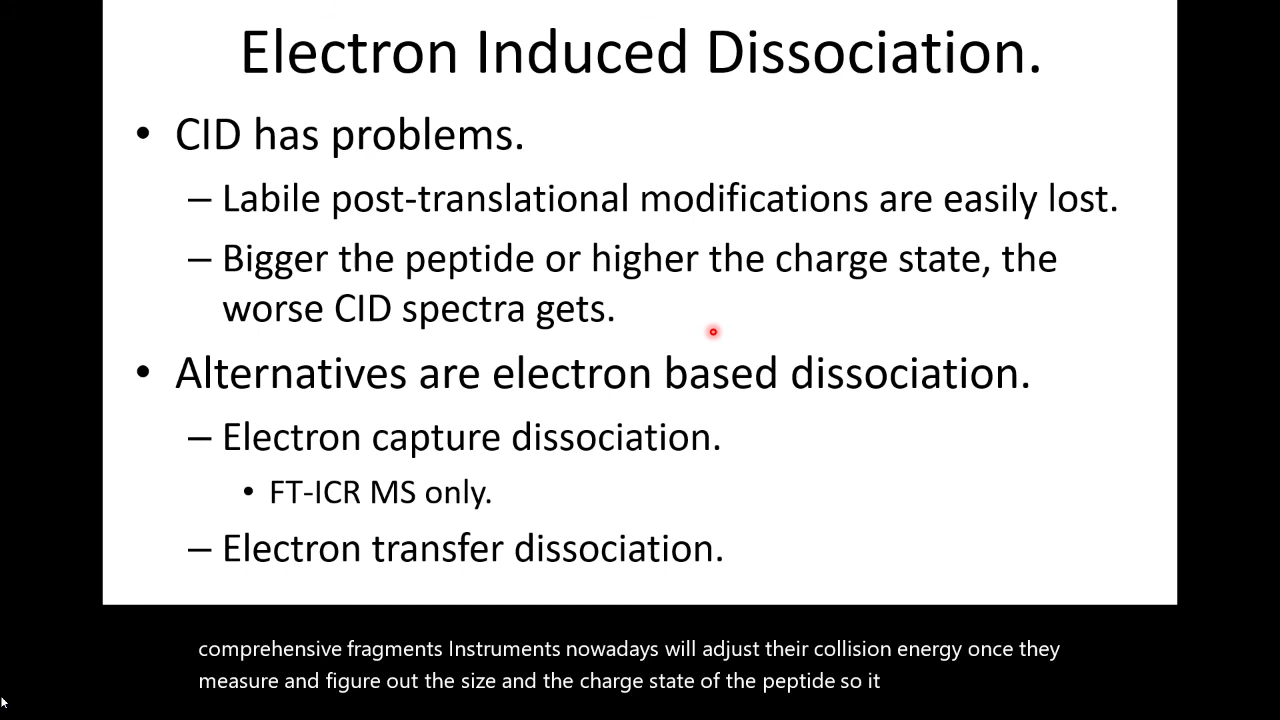 Electron Induced Dissociation.
• CID has problems.
– Labile post-translational modifications are easily lost.
– Bigger the peptide or higher the charge state, the
worse CID spectra gets.
• Alternatives are electron based dissociation.
– Electron capture dissociation.
• FT-ICR MS only.
– Electron transfer dissociation.
comprehensive fragments Instruments nowadays will adjust their collision energy once they
measure and figure out the size and the charge state of the peptide so it